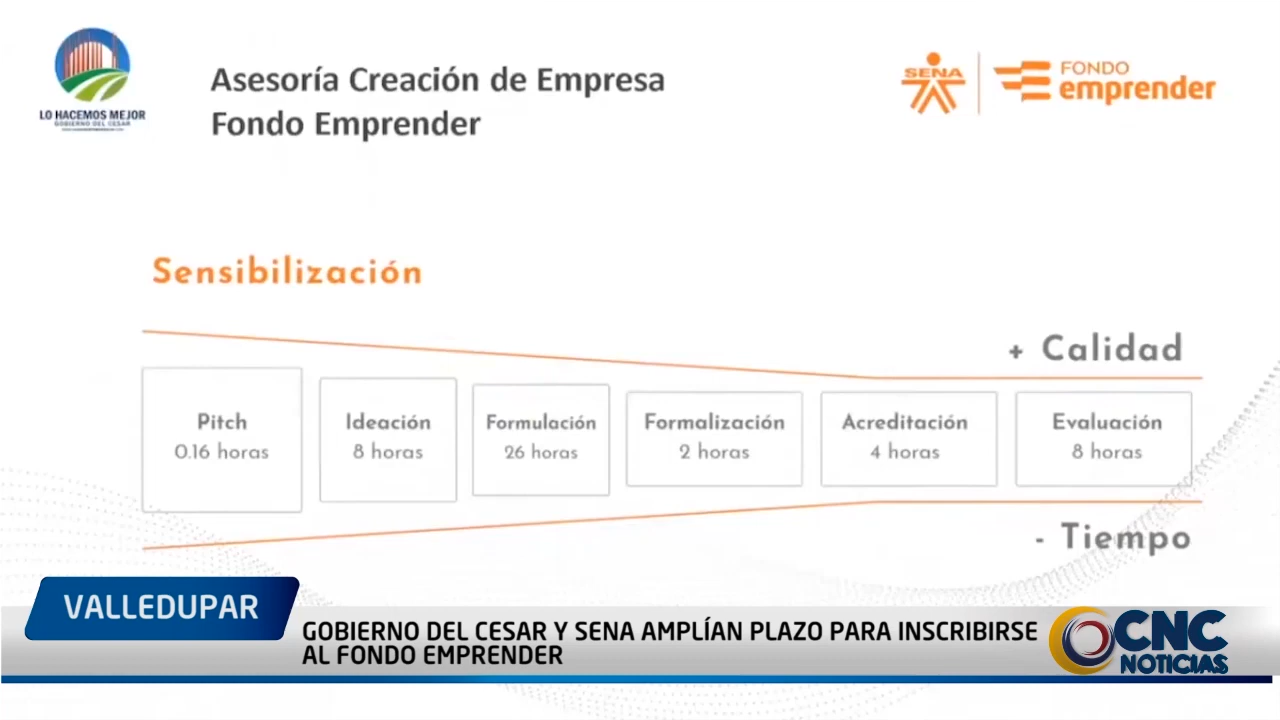 LO HACEMOS MEJOR
GOBIERNO DEL CESAR
Asesoría Creación de Empresa
Fondo Emprender
SENA
FONDO
emprender
Sensibilización
+ Calidad
Pitch
0.16 horas
Ideación
8 horas
Formulación
26 horas
Formalización
2 horas
Acreditación
4 horas
Evaluación
8 horas
- Tiempo
VALLEDUPAR
GOBIERNO DEL CESAR Y SENA AMPLÍAN PLAZO PARA INSCRIBIRSE
AL FONDO EMPRENDER
CNC
NOTICIAS